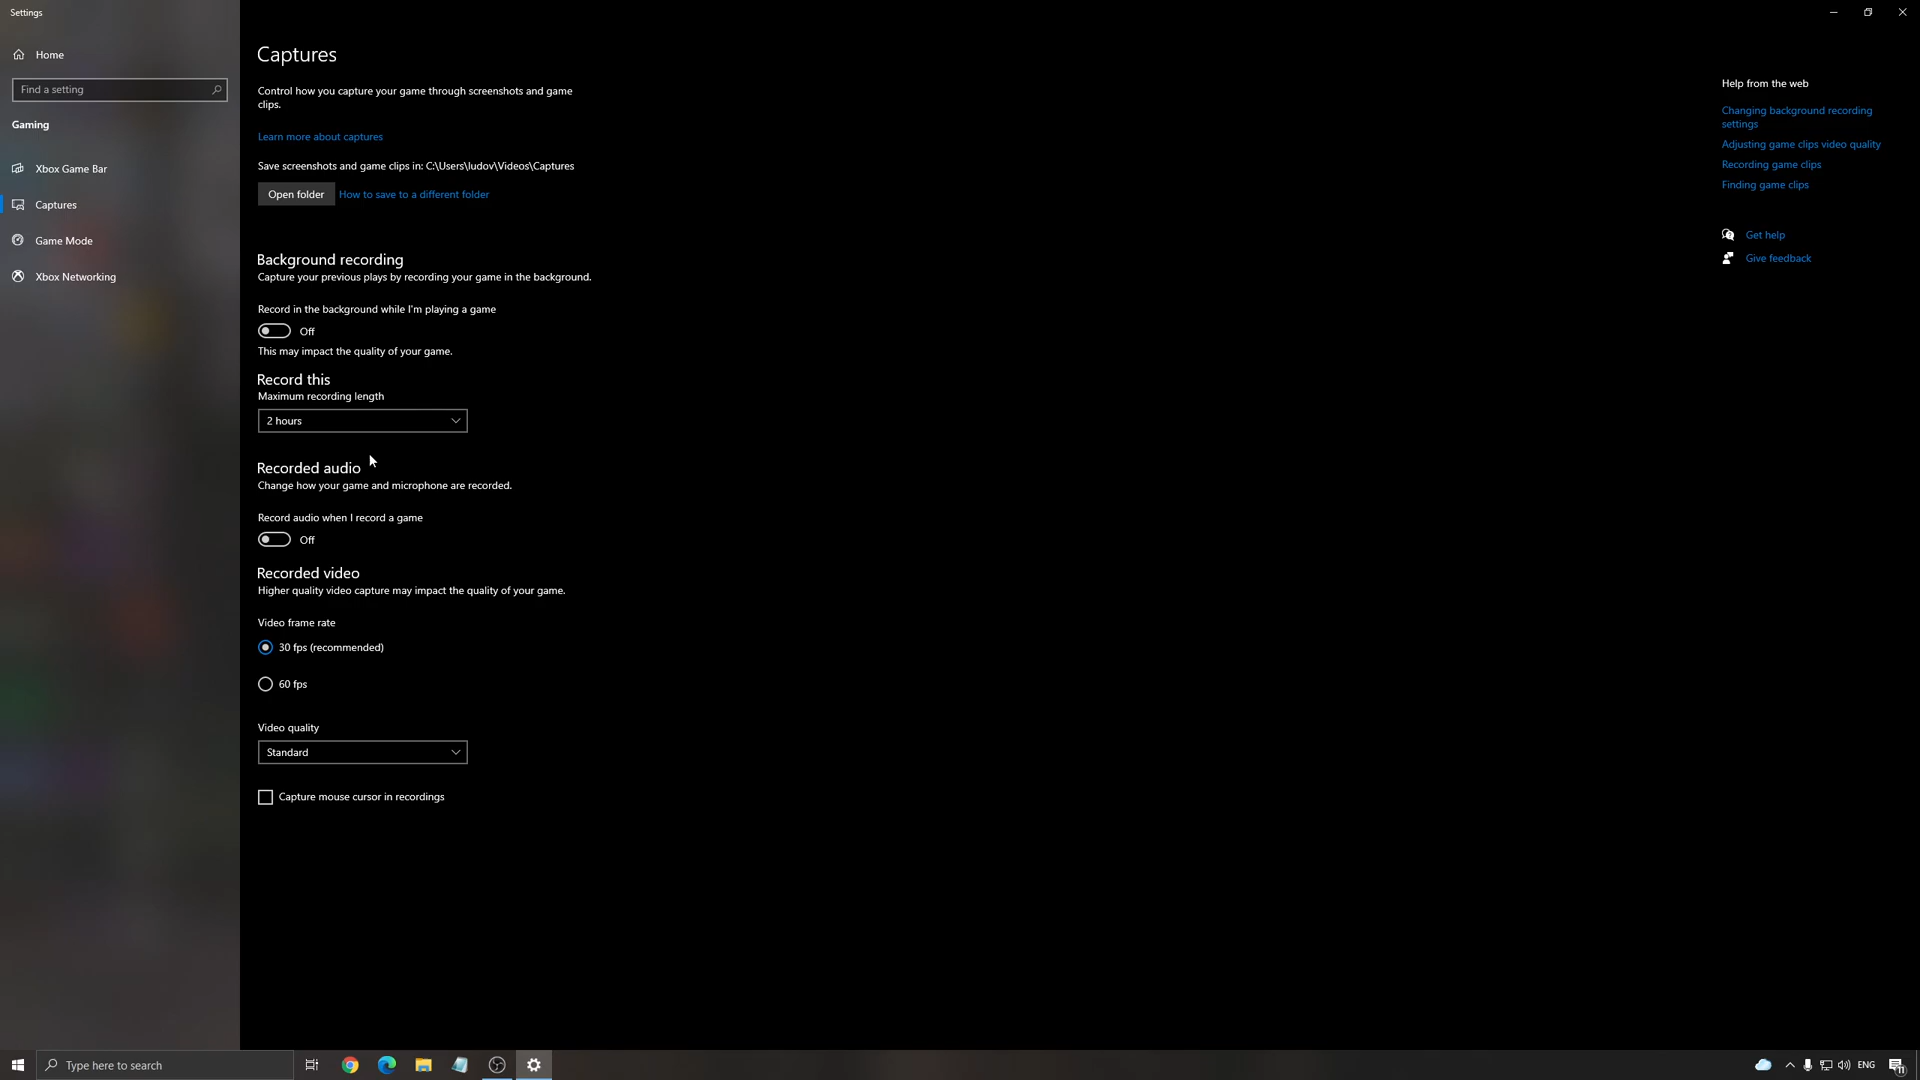 Settings
Home
Find a setting
Gaming
Xbox Game Bar
Captures
Game Mode
Xbox Networking
Captures
Control how you capture your game through screenshots and game
clips.
Learn more about captures
Save screenshots and game clips in: C:\Users\ludov\Videos\Captures
Open folder
How to save to a different folder
Background recording
Capture your previous plays by recording your game in the background.
Record in the background while I'm playing a game
Off
This may impact the quality of your game.
Record this
Maximum recording length
2 hours
Recorded audio
Change how your game and microphone are recorded.
Record audio when I record a game
Off
Recorded video
Higher quality video capture may impact the quality of your game.
Video frame rate
30 fps (recommended)
60 fps
Video quality
Standard
Capture mouse cursor in recordings
Help from the web
Changing background recording
settings
Adjusting game clips video quality
Recording game clips
Finding game clips
Get help
Give feedback
Type here to search
ENG
11